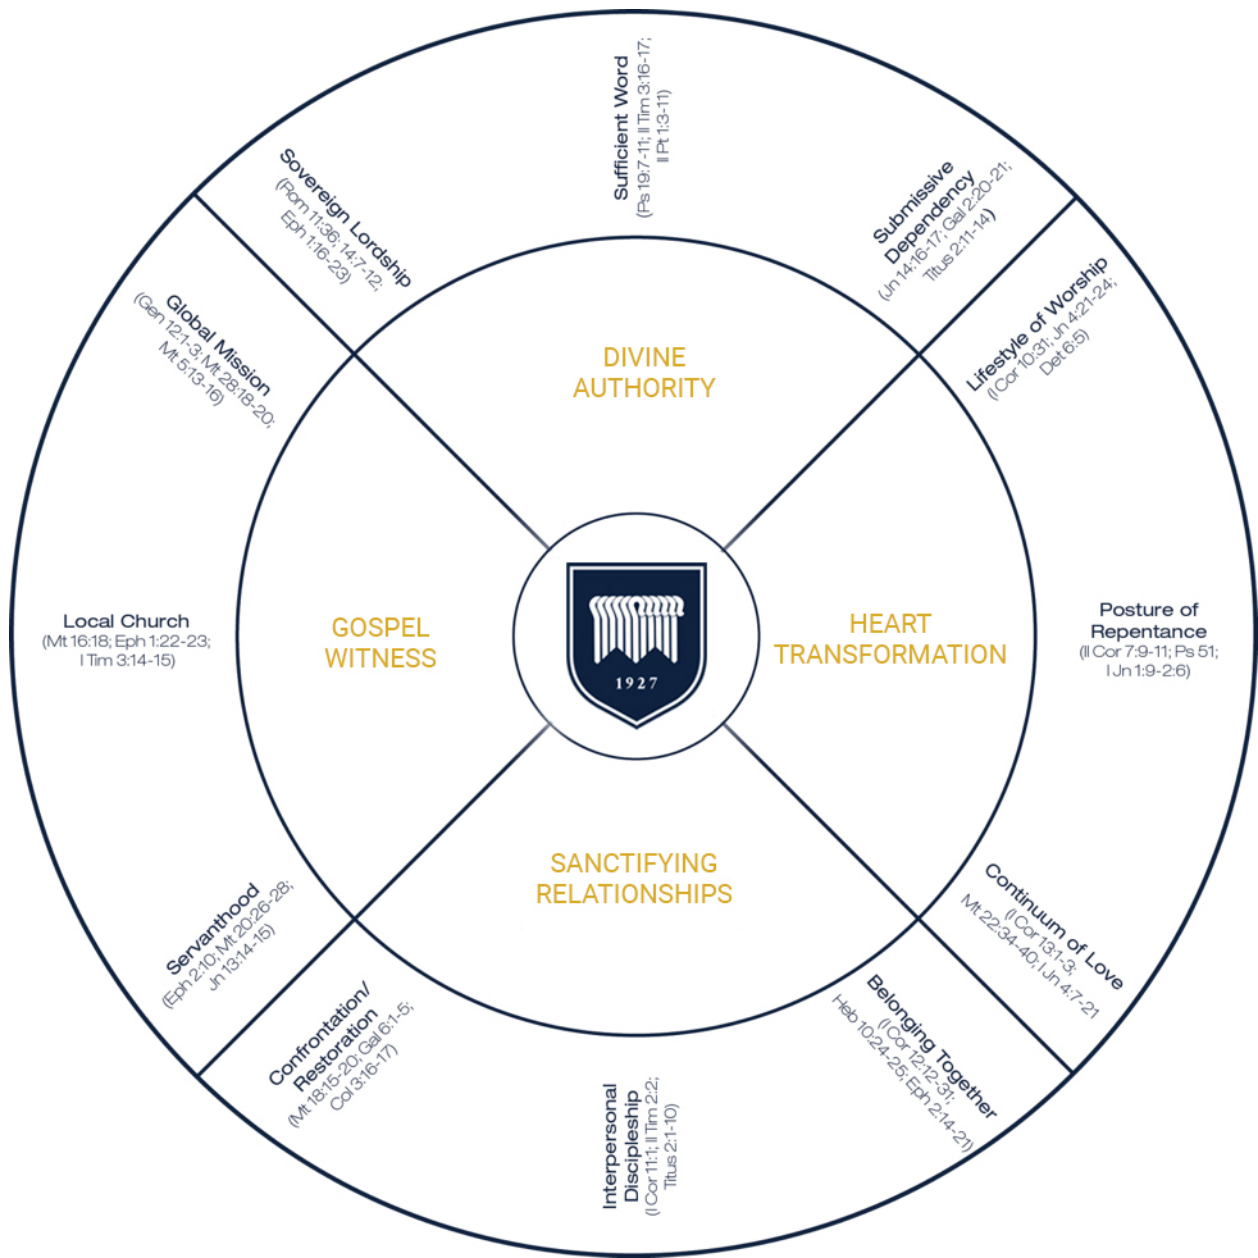 Sufficient Word
(Ps 19:7-11; II Tim 3:16-17;
II Pt 1:3-11)
Submissive
Dependency
(Jn 14:16-17; Gal 2:20-21;
Titus 2:11-14)
Lifestyle of Worship
(I Cor 10:31; Jn 4:21-24;
Det 6:5)
Posture of
Repentance
(II Cor 7:9-11; Ps 51;
I Jn 1:9-2:6)
Continuum of Love
(I Cor 13:1-3;
Mt 22:34-40; I Jn 4:7-21
Belonging Together
(I Cor 12:12-31;
Heb 10:24-25; Eph 2:14-21)
Interpersonal
Discipleship
(I Cor 11:1; II Tim 2:2;
Titus 2:1-10)
Confrontation/
Restoration
(Mt 18:15-20; Gal 6:1-5;
Col 3:16-17)
Servanthood
(Eph 2:10; Mt 20:26-28;
Jn 13:14-15)
Local Church
(Mt 16:18; Eph 1:22-23;
I Tim 3:14-15)
Global Mission
(Gen 12:1-3; Mt 28:18-20;
Mt 5:13-16)
Sovereign Lordship
(Rom 11:36; 14:7-12;
Eph 1:16-23)
DIVINE
AUTHORITY
HEART
TRANSFORMATION
SANCTIFYING
RELATIONSHIPS
GOSPEL
WITNESS
1927